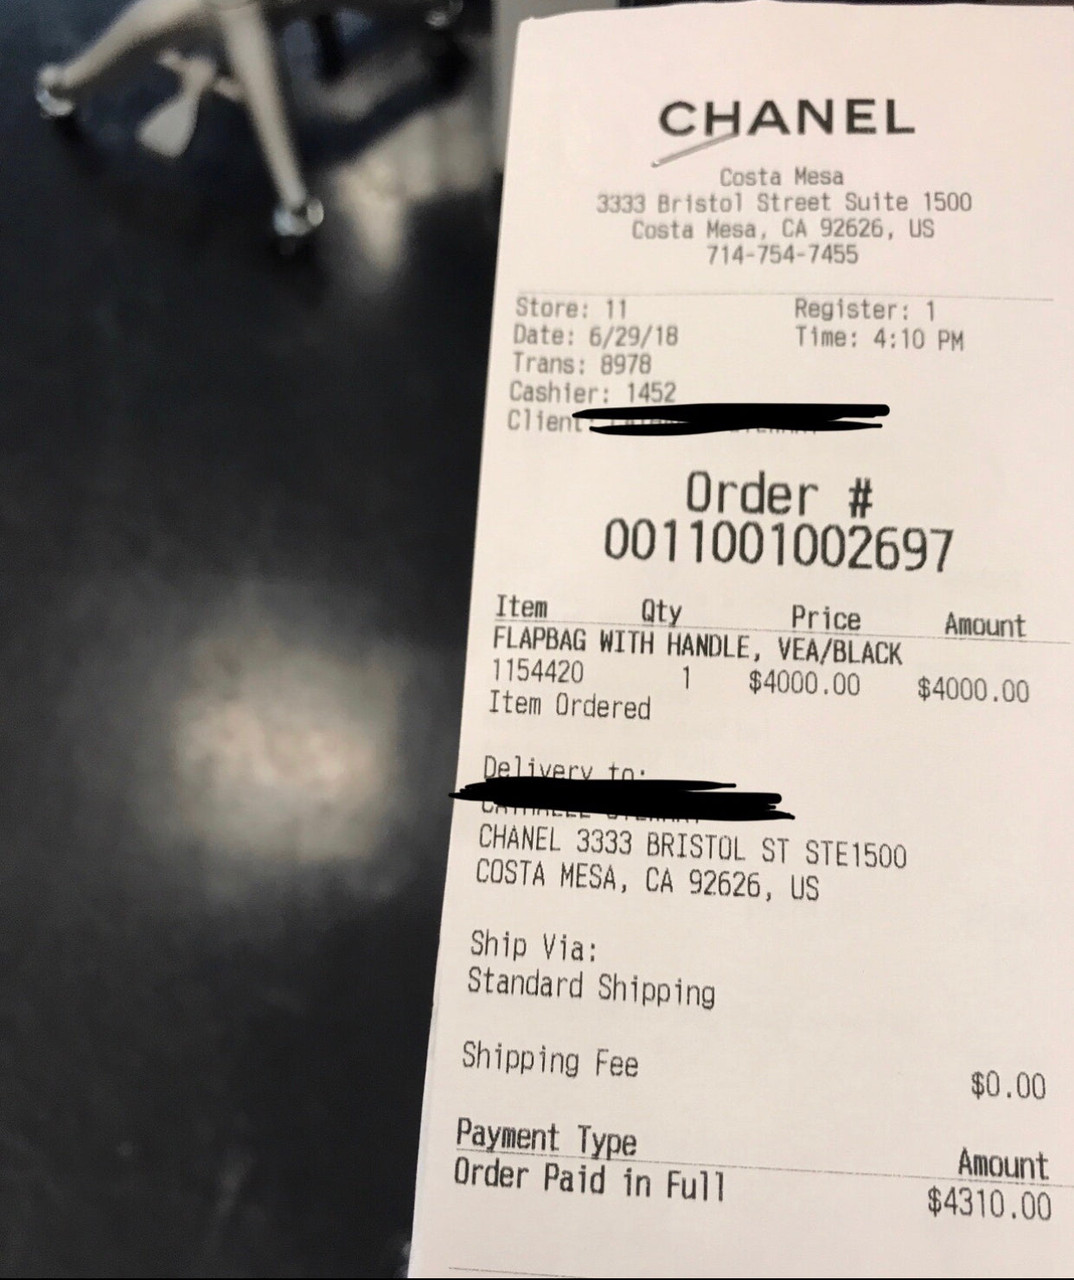 CHANEL
Costa Mesa
3333 Bristol Street Suite 1500
Costa Mesa, CA 92626, US
714-754-7455
Store: 11 Register: 1
Date: 6/29/18 Time: 4:10 PM
Trans: 8978
Cashier: 1452
Client:
Order #
0011001002697
Item Qty Price Amount
FLAPBAG WITH HANDLE, VEA/BLACK
1154420 1 $4000.00 $4000.00
Item Ordered
Delivery to:
CHANEL 3333 BRISTOL ST STE1500
COSTA MESA, CA 92626, US
Ship Via:
Standard Shipping
Shipping Fee $0.00
Payment Type Amount
Order Paid in Full $4310.00